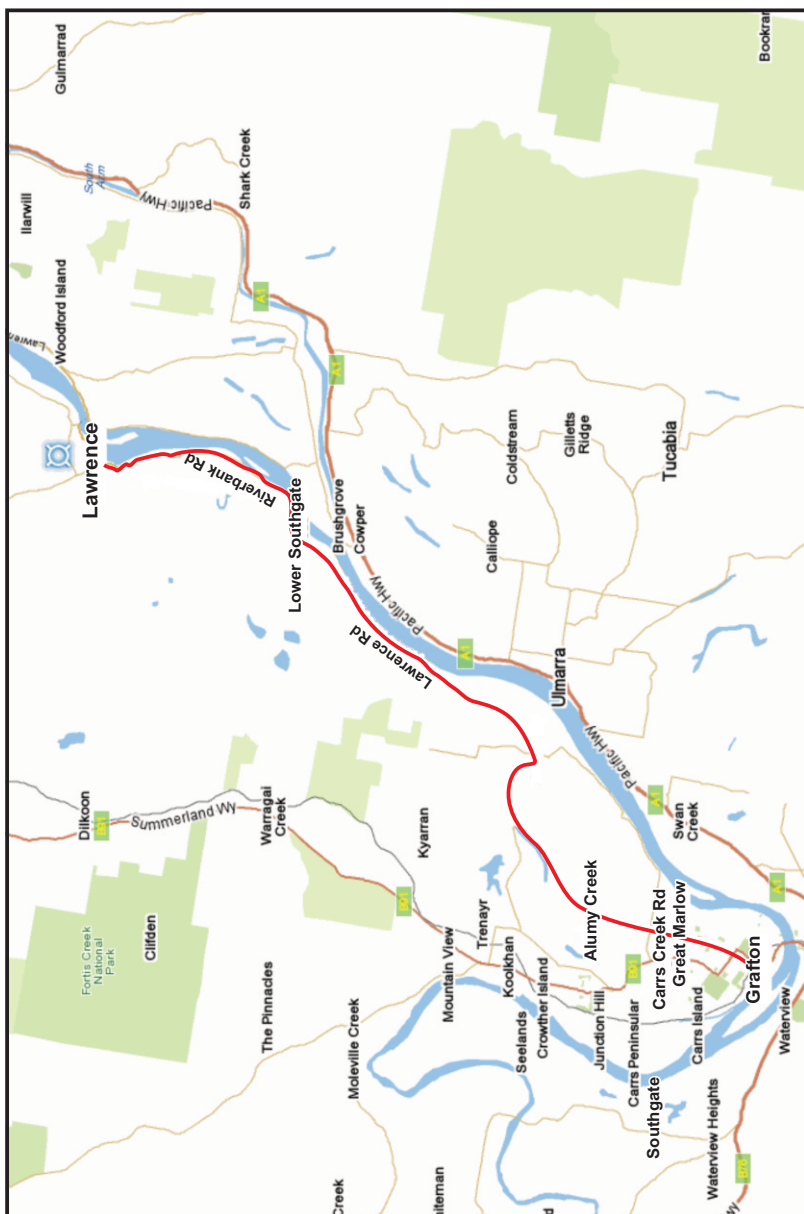 Creek
Moleville Creek
The Pinnacles
Clifden
Fortis Creek
National
Park
Dilkoon
B91
Summerland Wy
Warragai
Creek
Kyarran
B91
Mountain View
Trenayr
Koolkhan
Seelands
Crowther Island
Junction Hill
Alumy Creek
B91
Carrs Peninsular
Southgate
Carrs Creek Rd
Great Marlow
Carrs Island
Grafton
Waterview Heights
B76
Waterview
Swan
Creek
A1
A1
Pacific Hwy
Ulmarra
A1
Pacific Hwy
Lawrence Rd
Lower Southgate
Riverbank Rd
Lawrence
Brushgrove
Cowper
Calliope
Coldstream
Gilletts
Ridge
Tucabia
A1
A1
Woodford Island
Ilarwill
Shark Creek
Pacific Hwy
South
Arm
Gulmarrad